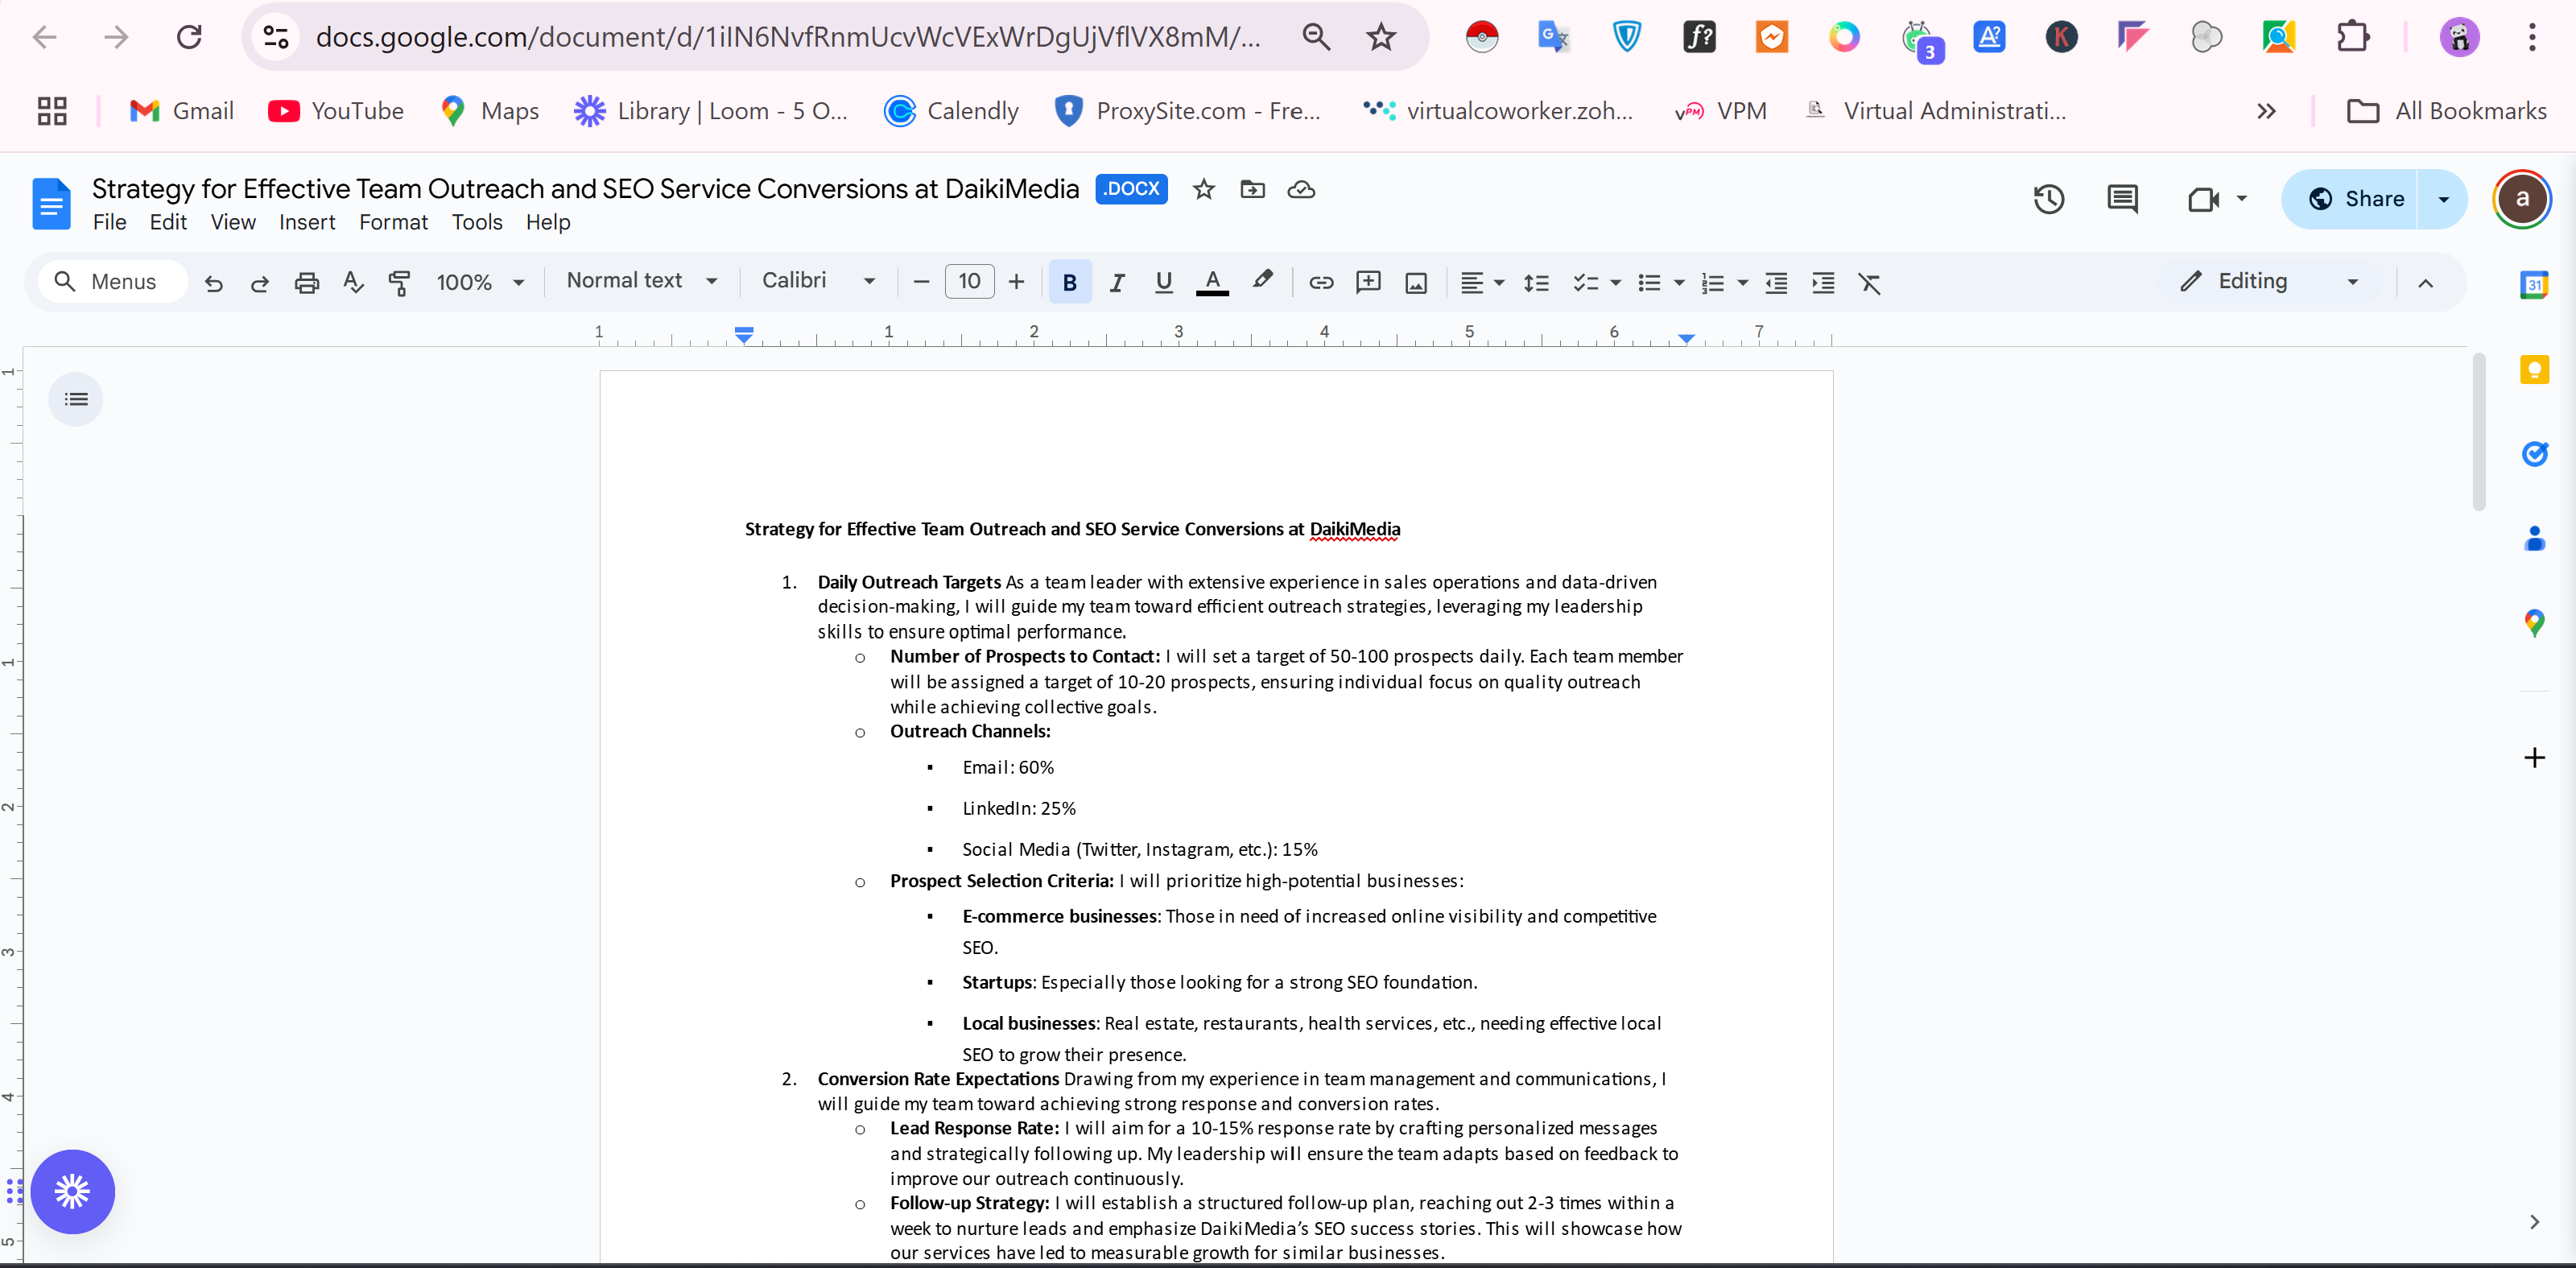 docs.google.com/document/d/1iIN6NvfRnmUcvWcVExWrDgUjVflVX8mM/...
3
Gmail
YouTube
Maps
Library | Loom - 5 O...
Calendly
ProxySite.com - Fre...
virtualcoworker.zoh...
VPM
Virtual Administrati...
All Bookmarks
Strategy for Effective Team Outreach and SEO Service Conversions at DaikiMedia .DOCX
File Edit View Insert Format Tools Help
Share
a
Menus
100%
Normal text
Calibri
10
Editing
1 1 2 3 4 5 6 7
Strategy for Effective Team Outreach and SEO Service Conversions at DaikiMedia
1. Daily Outreach Targets As a team leader with extensive experience in sales operations and data-driven
decision-making, I will guide my team toward efficient outreach strategies, leveraging my leadership
skills to ensure optimal performance.
o Number of Prospects to Contact: I will set a target of 50-100 prospects daily. Each team member
will be assigned a target of 10-20 prospects, ensuring individual focus on quality outreach
while achieving collective goals.
o Outreach Channels:
▪ Email: 60%
▪ LinkedIn: 25%
▪ Social Media (Twitter, Instagram, etc.): 15%
o Prospect Selection Criteria: I will prioritize high-potential businesses:
▪ E-commerce businesses: Those in need of increased online visibility and competitive
SEO.
▪ Startups: Especially those looking for a strong SEO foundation.
▪ Local businesses: Real estate, restaurants, health services, etc., needing effective local
SEO to grow their presence.
2. Conversion Rate Expectations Drawing from my experience in team management and communications, I
will guide my team toward achieving strong response and conversion rates.
o Lead Response Rate: I will aim for a 10-15% response rate by crafting personalized messages
and strategically following up. My leadership will ensure the team adapts based on feedback to
improve our outreach continuously.
o Follow-up Strategy: I will establish a structured follow-up plan, reaching out 2-3 times within a
week to nurture leads and emphasize DaikiMedia’s SEO success stories. This will showcase how
our services have led to measurable growth for similar businesses.